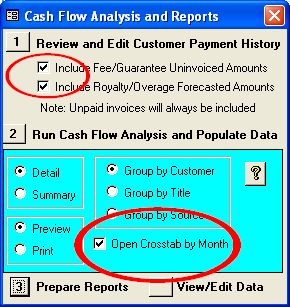 Cash Flow Analysis and Reports
1 Review and Edit Customer Payment History
Include Fee/Guarantee Uninvoiced Amounts
Include Royalty/Overage Forecasted Amounts
Note: Unpaid invoices will always be included
2 Run Cash Flow Analysis and Populate Data
Detail
Summary
Group by Customer
Group by Title
Group by Source
?
Preview
Print
Open Crosstab by Month
3 Prepare Reports View/Edit Data